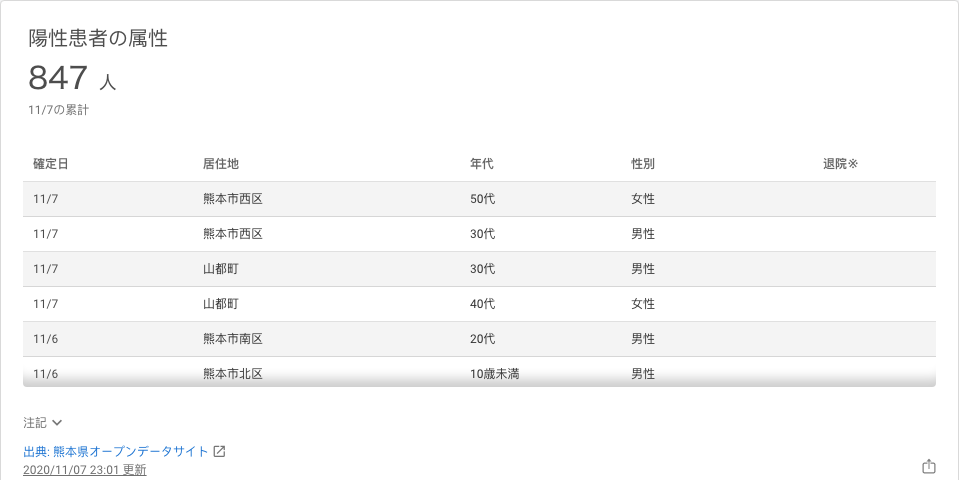 陽性患者の属性
847 人
11/7の累計
確定日 居住地 年代 性別 退院※
11/7 熊本市西区 50代 女性
11/7 熊本市西区 30代 男性
11/7 山都町 30代 男性
11/7 山都町 40代 女性
11/6 熊本市南区 20代 男性
11/6 熊本市北区 10歳未満 男性
注記
出典: 熊本県オープンデータサイト
2020/11/07 23:01 更新